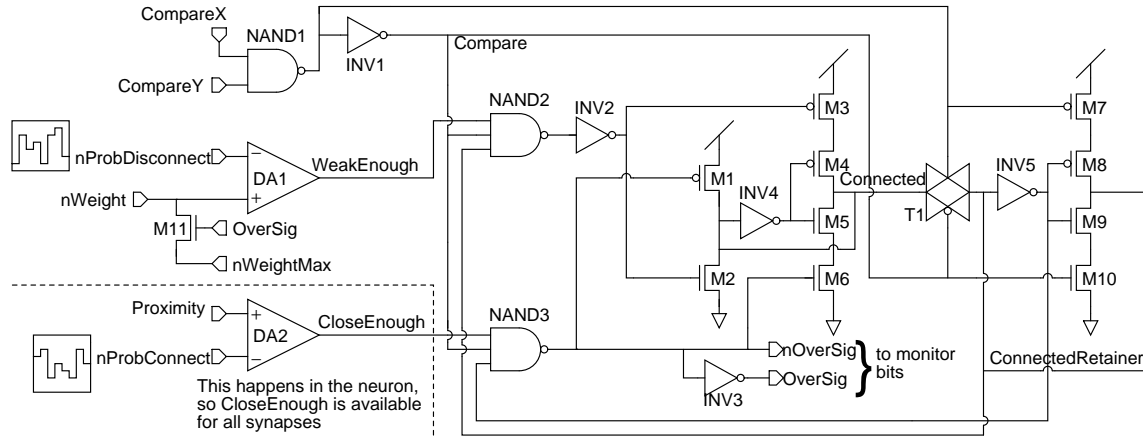 CompareX
NAND1
INV1
Compare
CompareY
NAND2
INV2
M3
M7
nProbDisconnect
−
DA1
+
WeakEnough
M1
M4
INV4
Connected
INV5
M8
nWeight
M11
OverSig
nWeightMax
M5
T1
M9
M2
M6
M10
Proximity
+
DA2
−
CloseEnough
NAND3
nProbConnect
nOverSig
OverSig
INV3
to monitor
bits
ConnectedRetainer
This happens in the neuron,
so CloseEnough is available
for all synapses